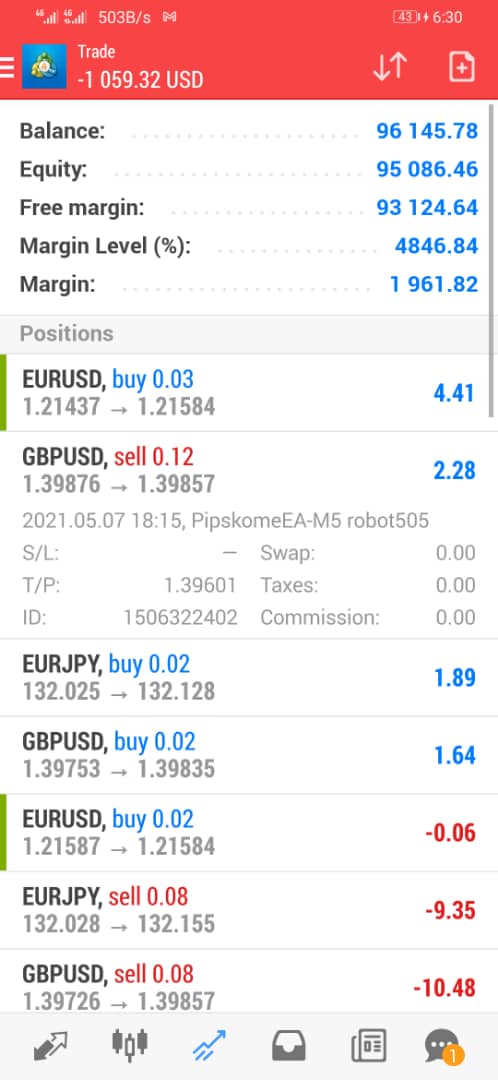 4G 4G 503B/s 43 6:30
Trade
-1 059.32 USD
Balance: 96 145.78
Equity: 95 086.46
Free margin: 93 124.64
Margin Level (%): 4846.84
Margin: 1 961.82
Positions
EURUSD, buy 0.03 4.41
1.21437 → 1.21584
GBPUSD, sell 0.12 2.28
1.39876 → 1.39857
2021.05.07 18:15, PipskomeEA-M5 robot505
S/L: – Swap: 0.00
T/P: 1.39601 Taxes: 0.00
ID: 1506322402 Commission: 0.00
EURJPY, buy 0.02 1.89
132.025 → 132.128
GBPUSD, buy 0.02 1.64
1.39753 → 1.39835
EURUSD, buy 0.02 -0.06
1.21587 → 1.21584
EURJPY, sell 0.08 -9.35
132.028 → 132.155
GBPUSD, sell 0.08 -10.48
1.39726 → 1.39857
1